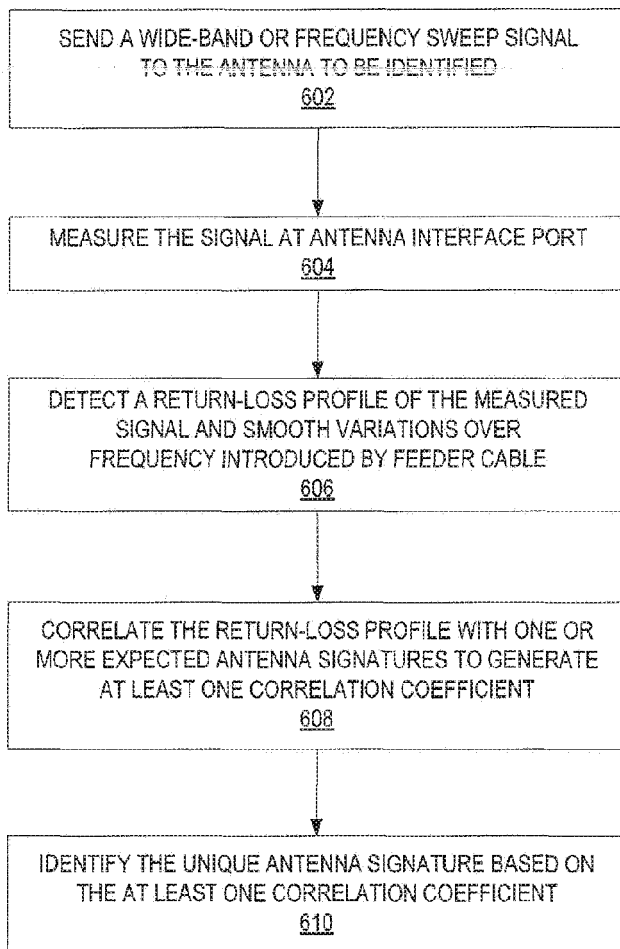 SEND A WIDE-BAND OR FREQUENCY SWEEP SIGNAL
TO THE ANTENNA TO BE IDENTIFIED
602
MEASURE THE SIGNAL AT ANTENNA INTERFACE PORT
604
DETECT A RETURN-LOSS PROFILE OF THE MEASURED
SIGNAL AND SMOOTH VARIATIONS OVER
FREQUENCY INTRODUCED BY FEEDER CABLE
606
CORRELATE THE RETURN-LOSS PROFILE WITH ONE OR
MORE EXPECTED ANTENNA SIGNATURES TO GENERATE
AT LEAST ONE CORRELATION COEFFICIENT
608
IDENTIFY THE UNIQUE ANTENNA SIGNATURE BASED ON
THE AT LEAST ONE CORRELATION COEFFICIENT
610